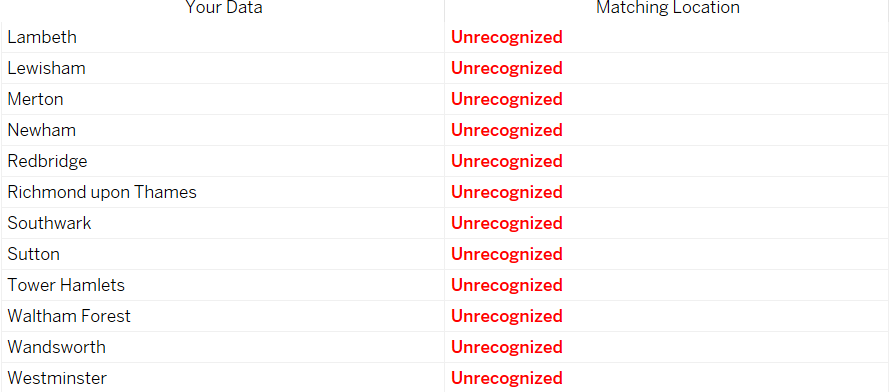 Your Data Matching Location
Lambeth Unrecognized
Lewisham Unrecognized
Merton Unrecognized
Newham Unrecognized
Redbridge Unrecognized
Richmond upon Thames Unrecognized
Southwark Unrecognized
Sutton Unrecognized
Tower Hamlets Unrecognized
Waltham Forest Unrecognized
Wandsworth Unrecognized
Westminster Unrecognized